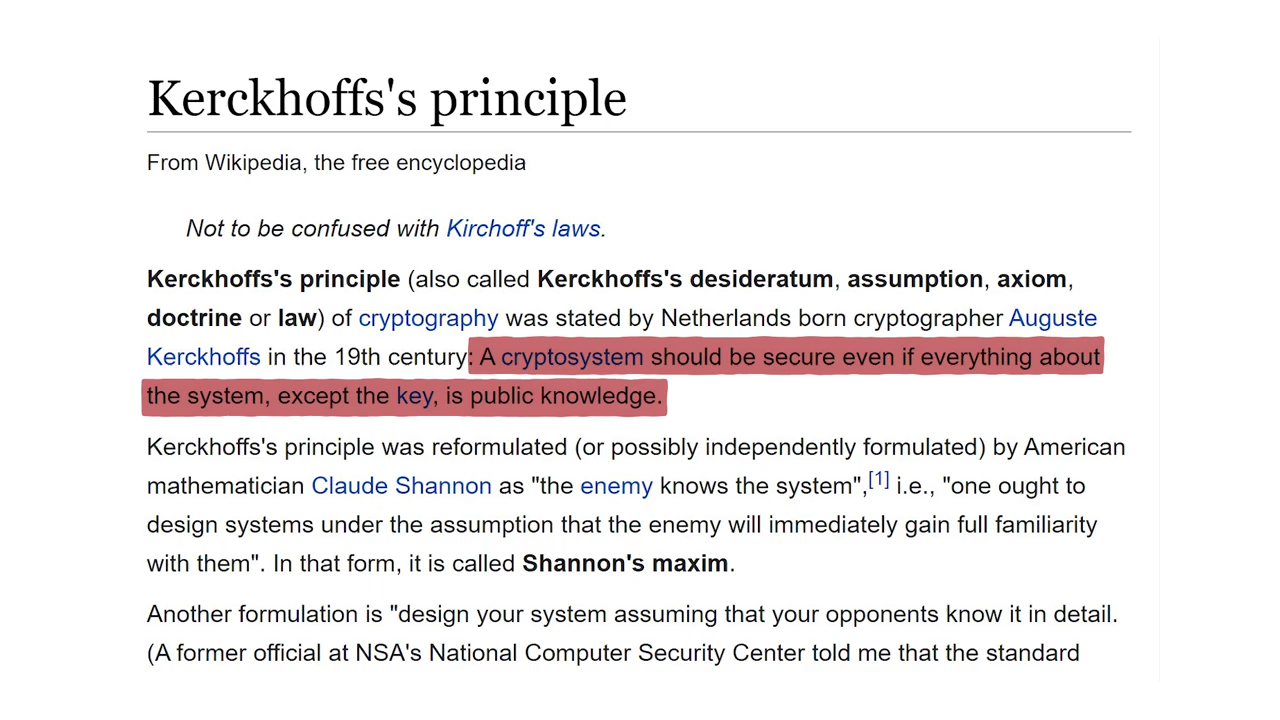 Kerckhoffs's principle
From Wikipedia, the free encyclopedia
Not to be confused with Kirchoff's laws.
Kerckhoffs's principle (also called Kerckhoffs's desideratum, assumption, axiom,
doctrine or law) of cryptography was stated by Netherlands born cryptographer Auguste
Kerckhoffs in the 19th century: A cryptosystem should be secure even if everything about
the system, except the key, is public knowledge.
Kerckhoffs's principle was reformulated (or possibly independently formulated) by American
mathematician Claude Shannon as "the enemy knows the system",[1] i.e., "one ought to
design systems under the assumption that the enemy will immediately gain full familiarity
with them". In that form, it is called Shannon's maxim.
Another formulation is "design your system assuming that your opponents know it in detail.
(A former official at NSA's National Computer Security Center told me that the standard